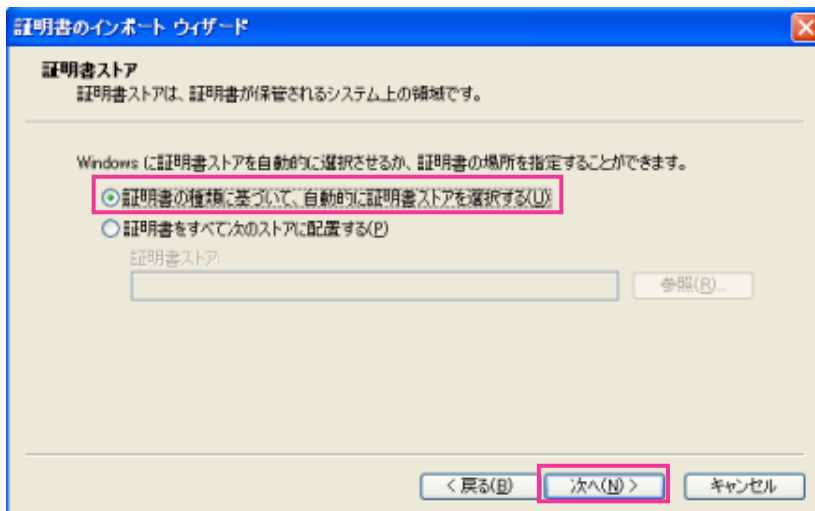 証明書のインポート ウィザード
証明書ストア
証明書ストアは、証明書が保管されるシステム上の領域です。
Windows に証明書ストアを自動的に選択させるか、証明書の場所を指定することができます。
証明書の種類に基づいて、自動的に証明書ストアを選択する(U)
証明書をすべて次のストアに配置する(P)
証明書ストア:
参照(R)...
< 戻る(B)
次へ(N) >
キャンセル